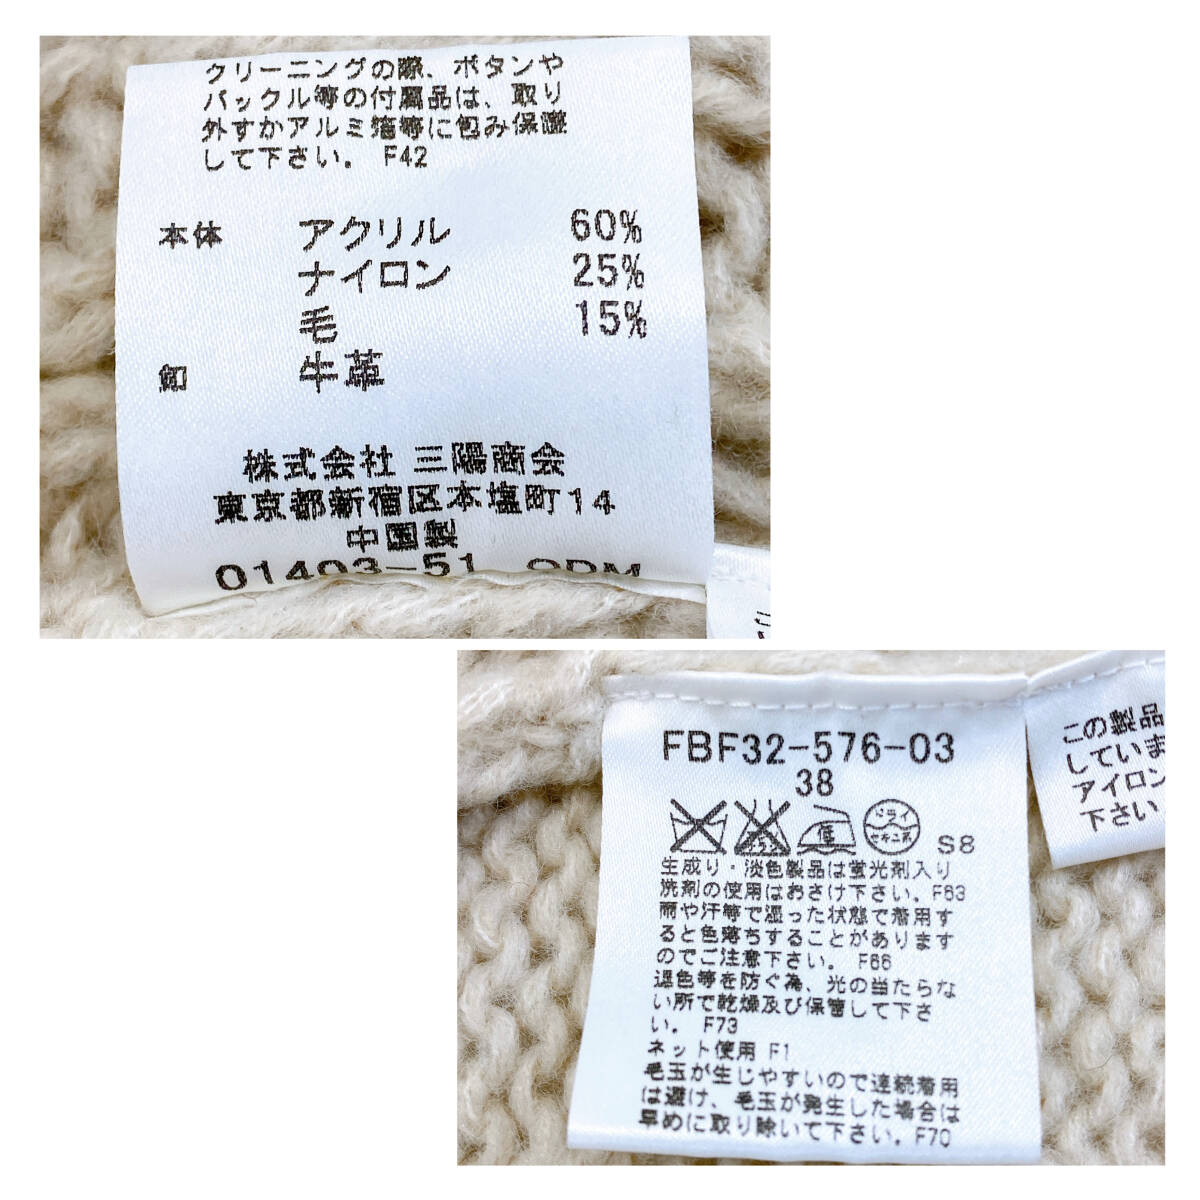 クリーニングの際、ボタンや
バックル等の付属品は、取り
外すかアルミ箔等に包み保護
して下さい。 F42
本体 アクリル 60%
ナイロン 25%
毛 15%
釦 牛革
株式会社 三陽商会
東京都新宿区本塩町14
中国製
01403-51
FBF32-576-03
38
低
ドライ
セキユ系
S8
生成り・淡色製品は蛍光剤入り
洗剤の使用はおさけ下さい。F63
雨や汗等で湿った状態で着用す
ると色落ちすることがあります
のでご注意下さい。 F66
退色等を防ぐ為、光の当たらな
い所で乾燥及び保管して下さ
い。 F73
ネット使用 F1
毛玉が生じやすいので連続着用
は避け、毛玉が発生した場合は
早めに取り除いて下さい。F70
この製品
していま
アイロン
下さい